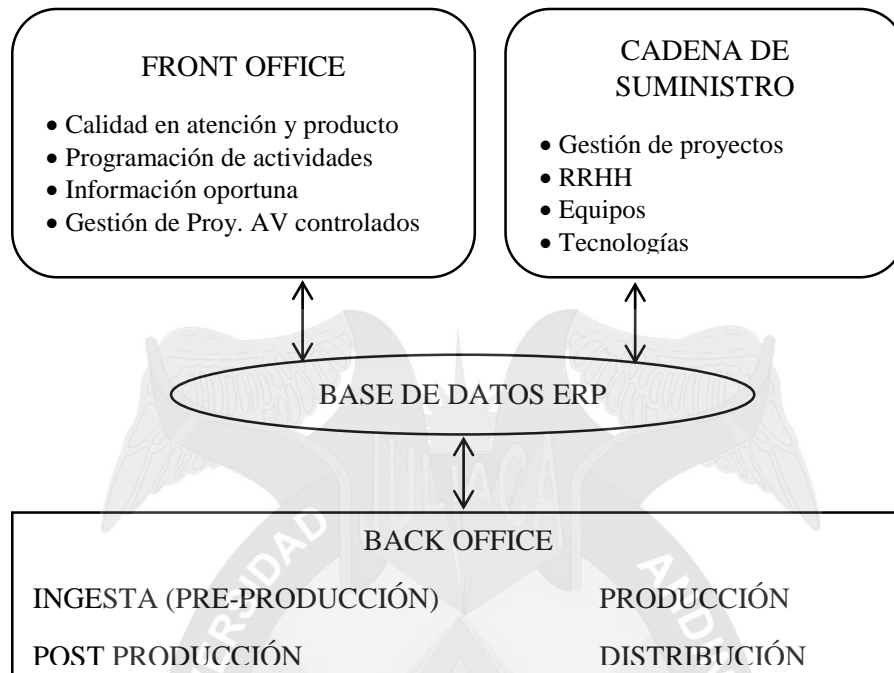 FRONT OFFICE
• Calidad en atención y producto
• Programación de actividades
• Información oportuna
• Gestión de Proy. AV controlados
CADENA DE
SUMINISTRO
• Gestión de proyectos
• RRHH
• Equipos
• Tecnologías
BASE DE DATOS ERP
JULIACA
BACK OFFICE
INGESTA (PRE-PRODUCCIÓN) PRODUCCIÓN
POST PRODUCCIÓN DISTRIBUCIÓN